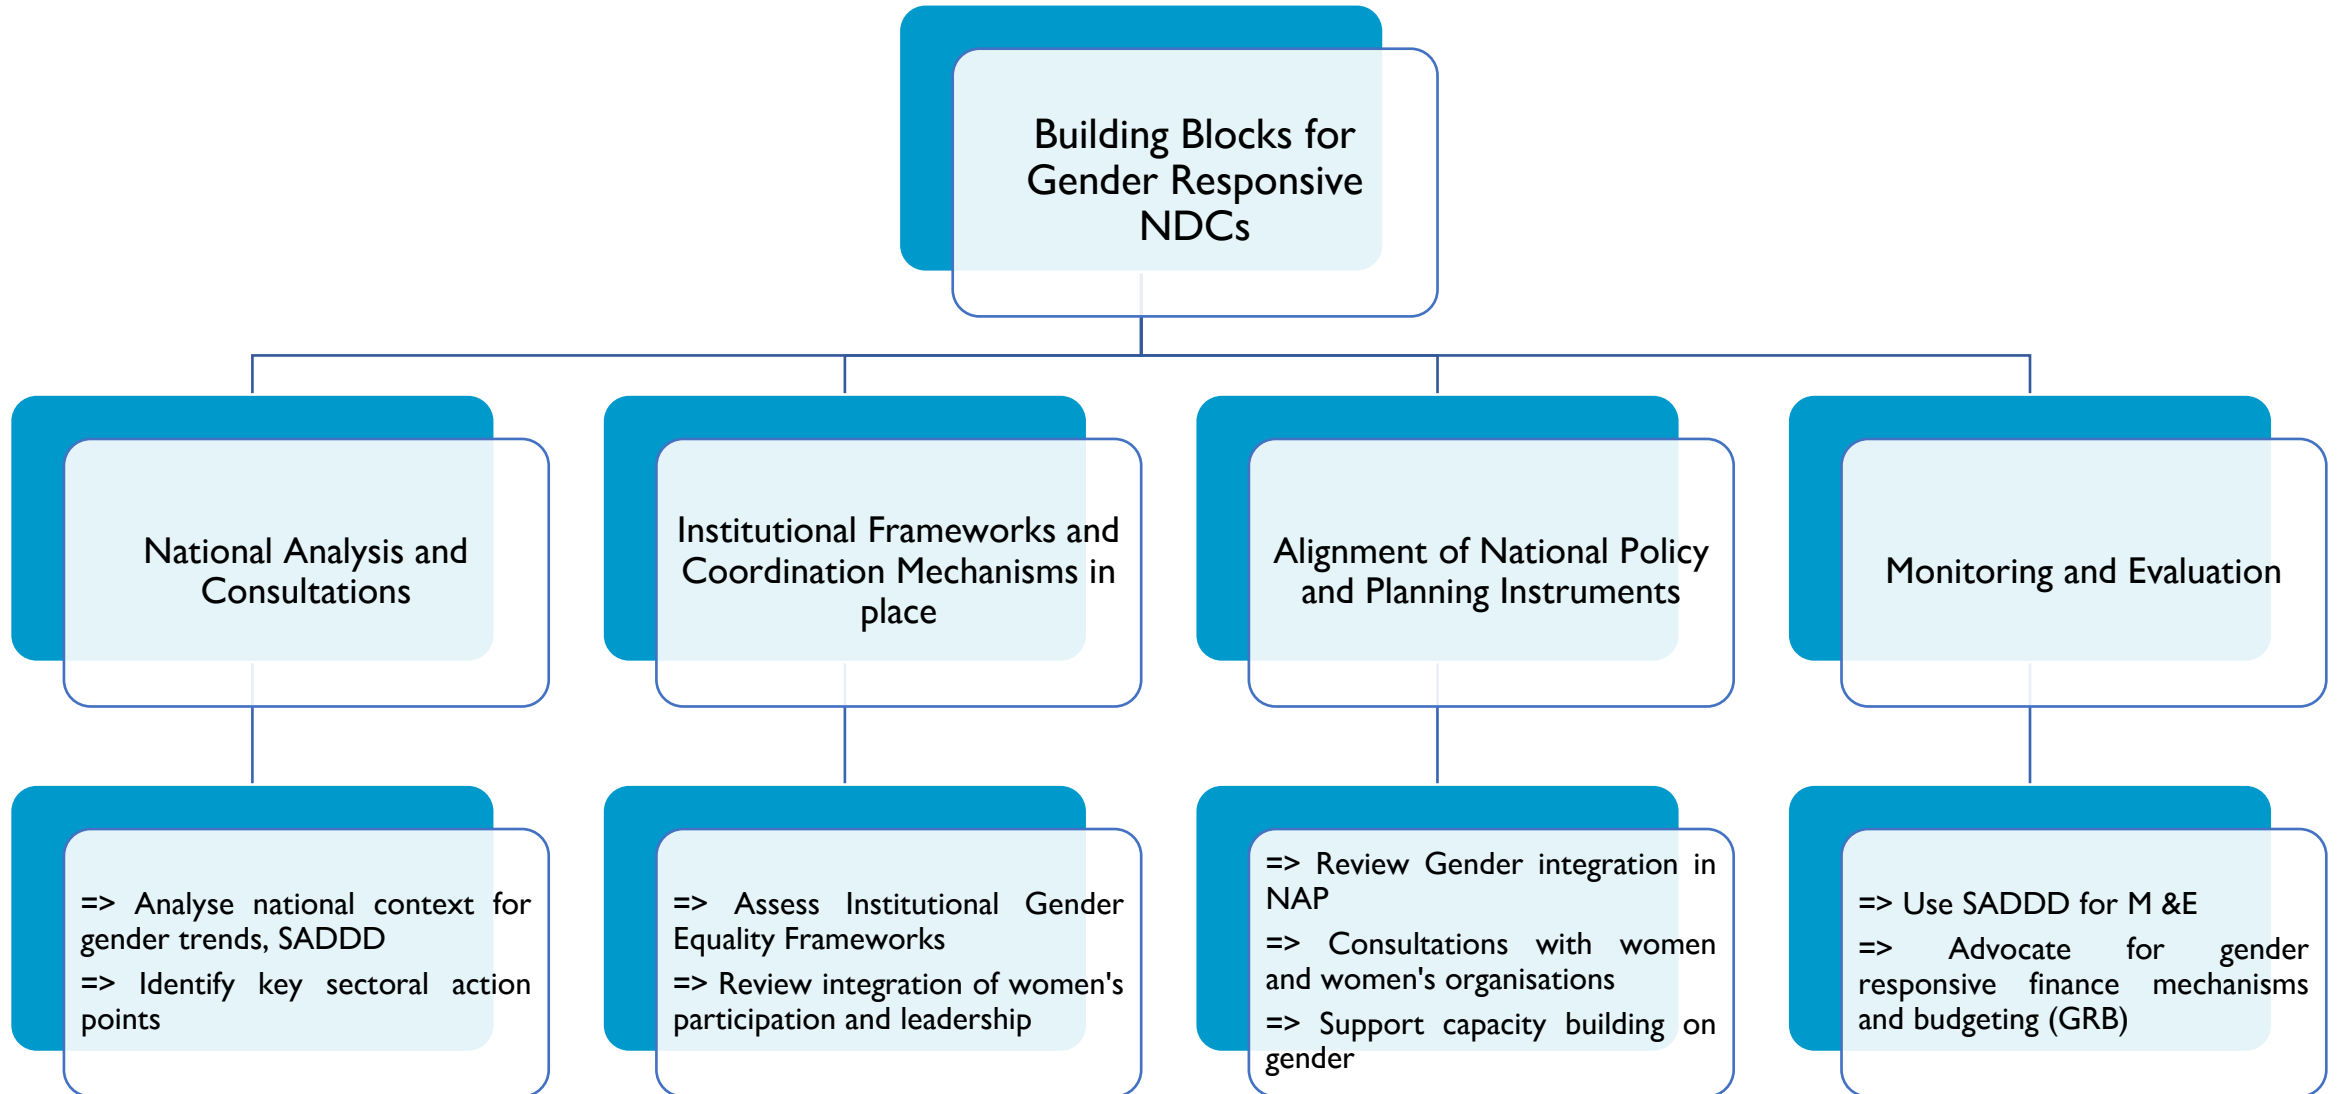 Building Blocks for
Gender Responsive
NDCs
National Analysis and
Consultations
Institutional Frameworks and
Coordination Mechanisms in
place
Alignment of National Policy
and Planning Instruments
Monitoring and Evaluation
=> Analyse national context for
gender trends, SADDD
=> Identify key sectoral action
points
=> Assess Institutional Gender
Equality Frameworks
=> Review integration of women's
participation and leadership
=> Review Gender integration in
NAP
=> Consultations with women
and women's organisations
=> Support capacity building on
gender
=> Use SADDD for M &E
=> Advocate for gender
responsive finance mechanisms
and budgeting (GRB)